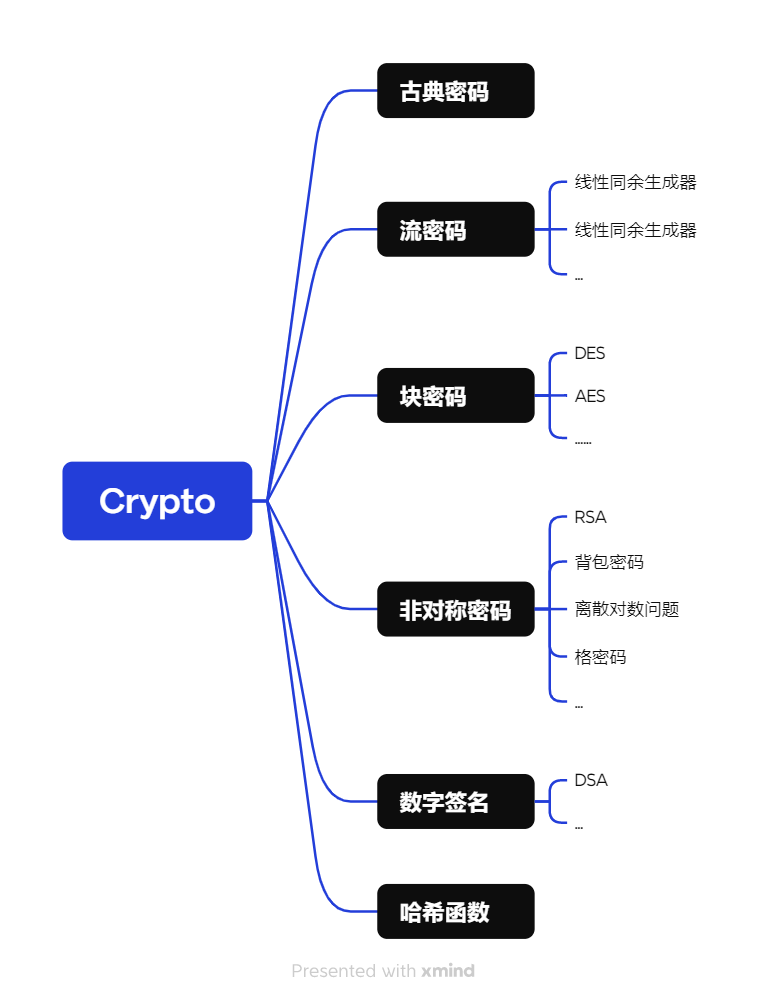 古典密码
流密码
线性同余生成器
线性同余生成器
...
块密码
DES
AES
......
Crypto
非对称密码
RSA
背包密码
离散对数问题
格密码
...
数字签名
DSA
...
哈希函数
Presented with xmind